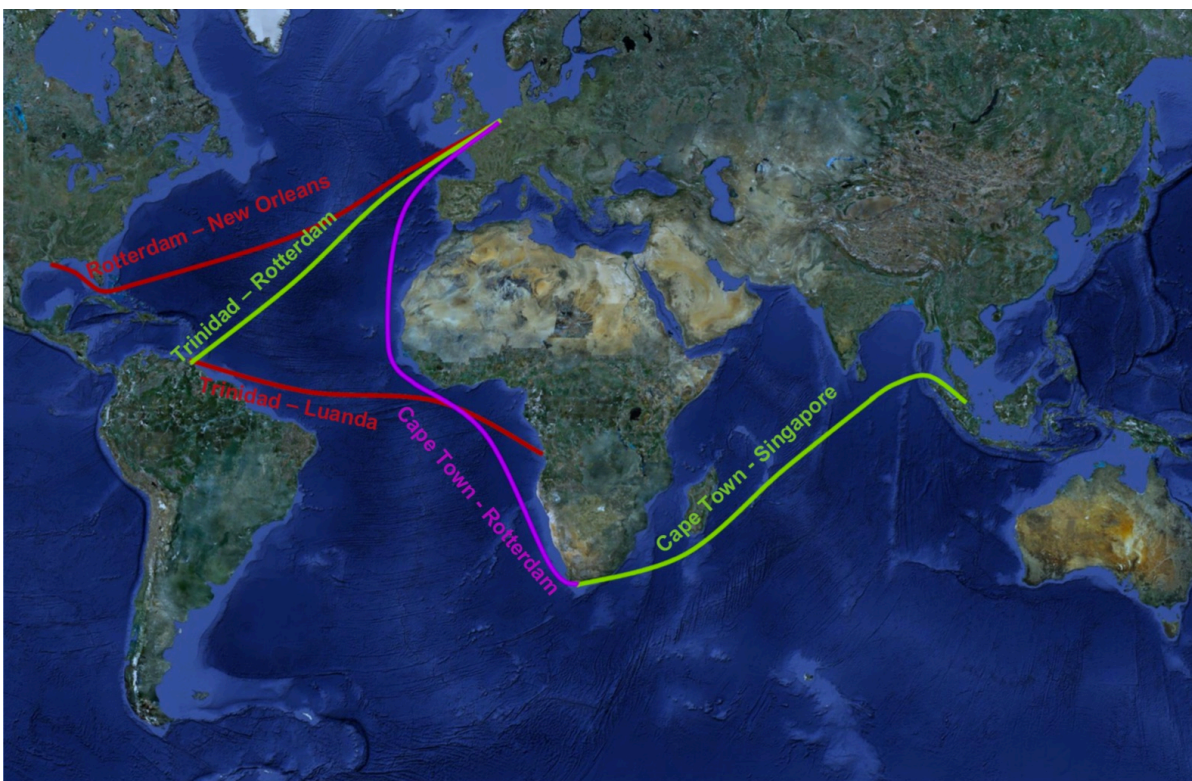 Rotterdam – New Orleans
Trinidad – Rotterdam
Trinidad – Luanda
Cape Town - Rotterdam
Cape Town - Singapore